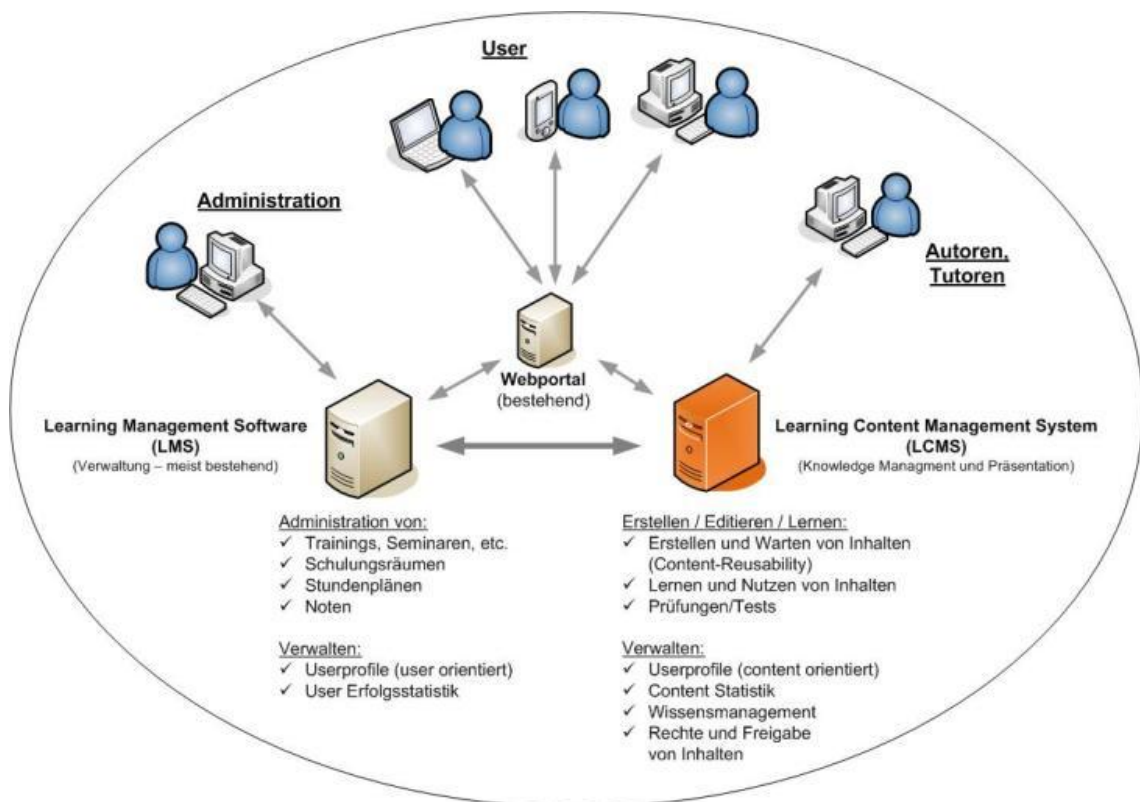 User
Administration
Autoren,
Tutoren
Webportal
(bestehend)
Learning Management Software
(LMS)
(Verwaltung – meist bestehend)
Learning Content Management System
(LCMS)
(Knowledge Managment und Präsentation)
Administration von:
✓ Trainings, Seminaren, etc.
✓ Schulungsräumen
✓ Stundenplänen
✓ Noten
Verwalten:
✓ Userprofile (user orientiert)
✓ User Erfolgsstatistik
Erstellen / Editieren / Lernen:
✓ Erstellen und Warten von Inhalten
(Content-Reusability)
✓ Lernen und Nutzen von Inhalten
✓ Prüfungen/Tests
Verwalten:
✓ Userprofile (content orientiert)
✓ Content Statistik
✓ Wissensmanagement
✓ Rechte und Freigabe
von Inhalten